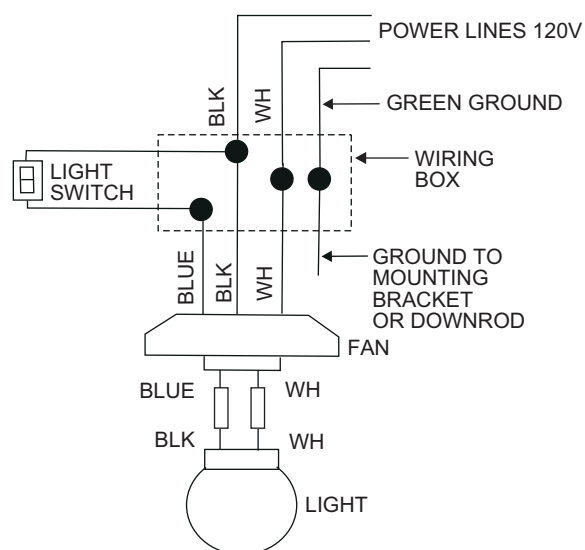 POWER LINES 120V
BLK
WH
GREEN GROUND
LIGHT
SWITCH
WIRING
BOX
BLUE
BLK
WH
GROUND TO
MOUNTING
BRACKET
OR DOWNROD
FAN
BLUE
WH
BLK
WH
LIGHT